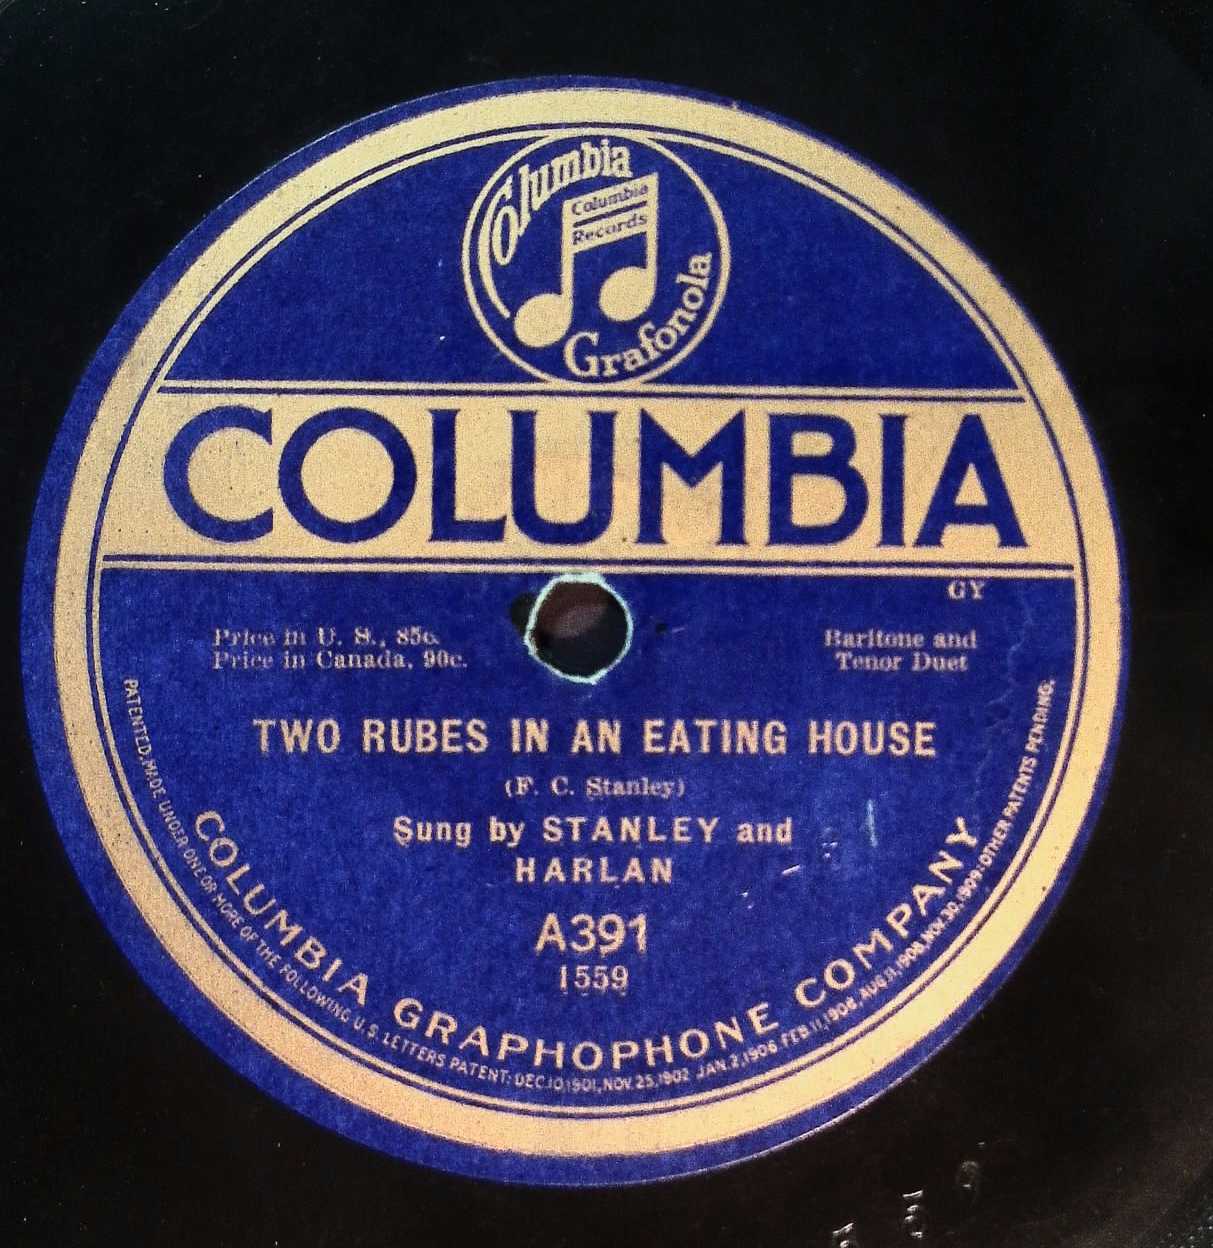 Columbia
Columbia
Records
Grafonola
COLUMBIA
GY
Price in U. S., 85c.
Price in Canada, 90c.
Baritone and
Tenor Duet
TWO RUBES IN AN EATING HOUSE
(F. C. Stanley)
Sung by STANLEY and
HARLAN
A391
1559
COLUMBIA GRAPHOPHONE COMPANY
PATENTED. MADE UNDER ONE OR MORE OF THE FOLLOWING U.S. LETTERS PATENT: DEC.10,1901, NOV. 25,1902 JAN. 2,1906 FEB. 11,1908, AUG. 11,1908, NOV. 30, 1909: OTHER PATENTS PENDING.